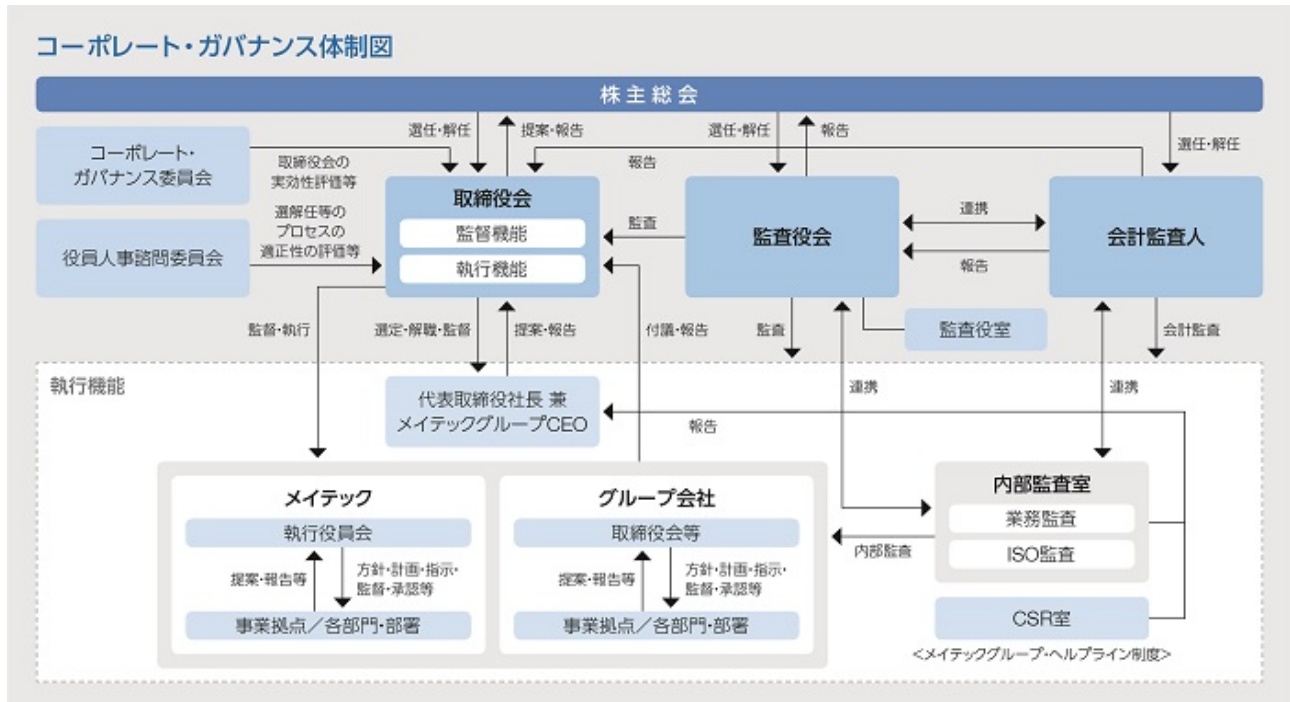 コーポレート・ガバナンス体制図
株主総会
選任・解任
提案・報告
選任・解任
報告
選任・解任
コーポレート・
ガバナンス委員会
取締役会の
実効性評価等
報告
役員人事諮問委員会
選解任等の
プロセスの
適正性の評価等
取締役会
監督機能
執行機能
監査
監査役会
連携
報告
会計監査人
監督・執行
選定・解職・監督
提案・報告
付議・報告
監査
監査役室
会計監査
執行機能
代表取締役社長 兼
メイテックグループCEO
報告
連携
連携
メイテック
執行役員会
提案・報告等
方針・計画・指示・
監督・承認等
事業拠点／各部門・部署
グループ会社
取締役会等
提案・報告等
方針・計画・指示・
監督・承認等
事業拠点／各部門・部署
内部監査
内部監査室
業務監査
ISO監査
CSR室
<メイテックグループ・ヘルプライン制度>